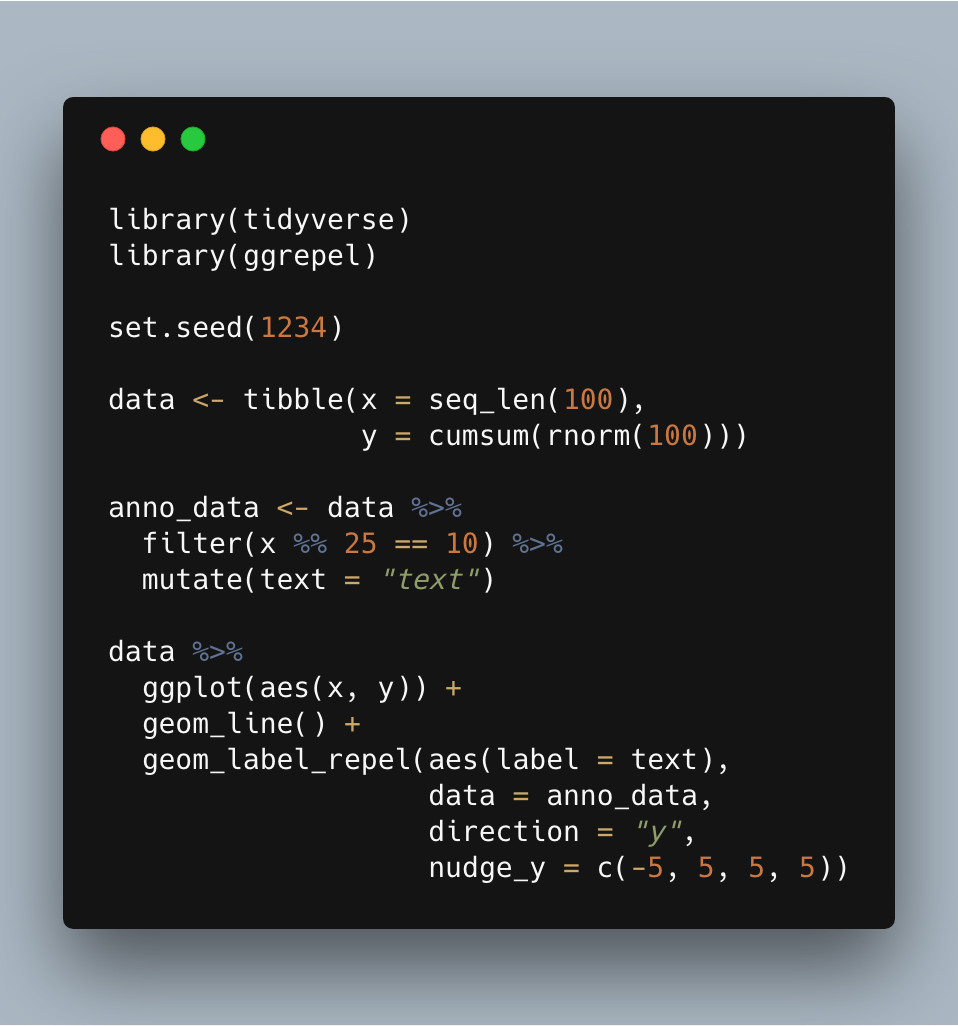 library(tidyverse)
library(ggrepel)

set.seed(1234)

data <- tibble(x = seq_len(100),
               y = cumsum(rnorm(100)))

anno_data <- data %>%
  filter(x %% 25 == 10) %>%
  mutate(text = "text")

data %>%
  ggplot(aes(x, y)) +
  geom_line() +
  geom_label_repel(aes(label = text),
                   data = anno_data,
                   direction = "y",
                   nudge_y = c(-5, 5, 5, 5))